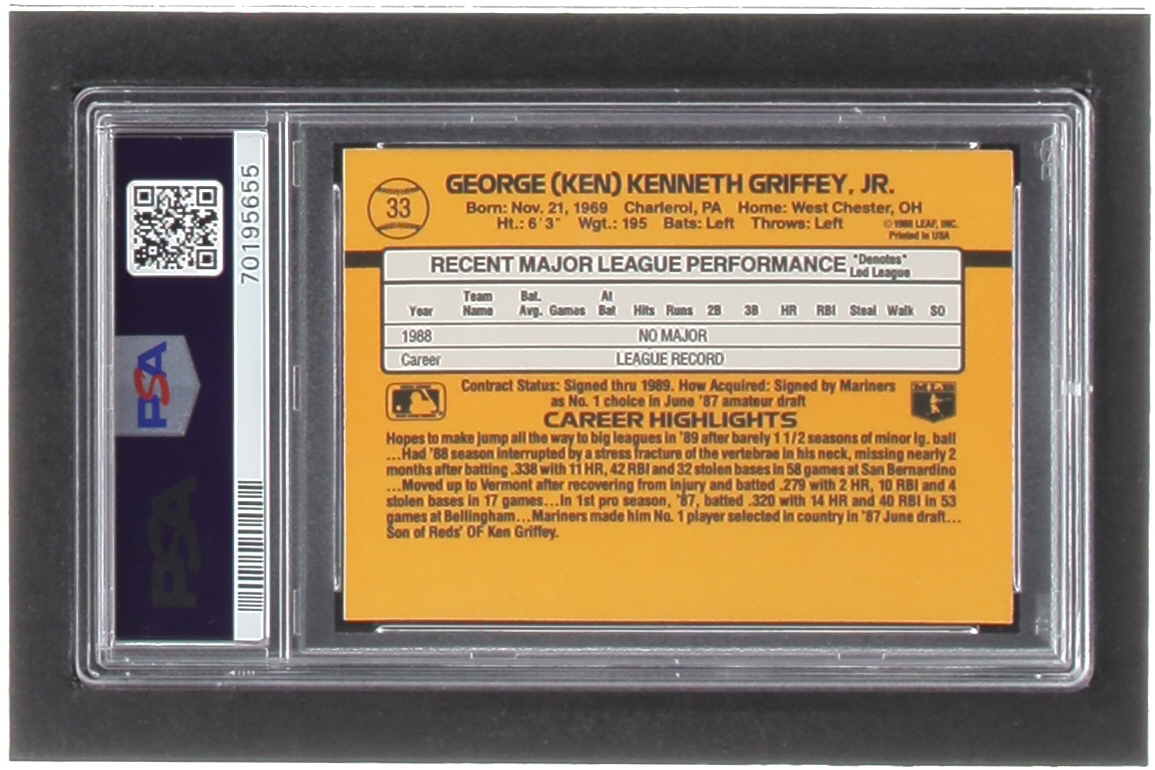 70195655
PSA
PSA
33
GEORGE (KEN) KENNETH GRIFFEY, JR.
Born: Nov. 21, 1969 Charleroi, PA Home: West Chester, OH
Ht.: 6'3" Wgt.: 195 Bats: Left Throws: Left
© 1988 LEAF, INC.
Printed in USA
RECENT MAJOR LEAGUE PERFORMANCE "Denotes"
Led League
Year Team Name Bat. Avg. Games At Bat Hits Runs 2B 3B HR RBI Steal Walk SO
1988 NO MAJOR
Career LEAGUE RECORD
Contract Status: Signed thru 1989. How Acquired: Signed by Mariners
as No. 1 choice in June '87 amateur draft
MLB
CAREER HIGHLIGHTS
Hopes to make jump all the way to big leagues in '89 after barely 1 1/2 seasons of minor lg. ball
...Had '88 season interrupted by a stress fracture of the vertebrae in his neck, missing nearly 2
months after batting .338 with 11 HR, 42 RBI and 32 stolen bases in 58 games at San Bernardino
...Moved up to Vermont after recovering from injury and batted .279 with 2 HR, 10 RBI and 4
stolen bases in 17 games...In 1st pro season, '87, batted .320 with 14 HR and 40 RBI in 53
games at Bellingham...Mariners made him No. 1 player selected in country in '87 June draft...
Son of Reds' OF Ken Griffey.